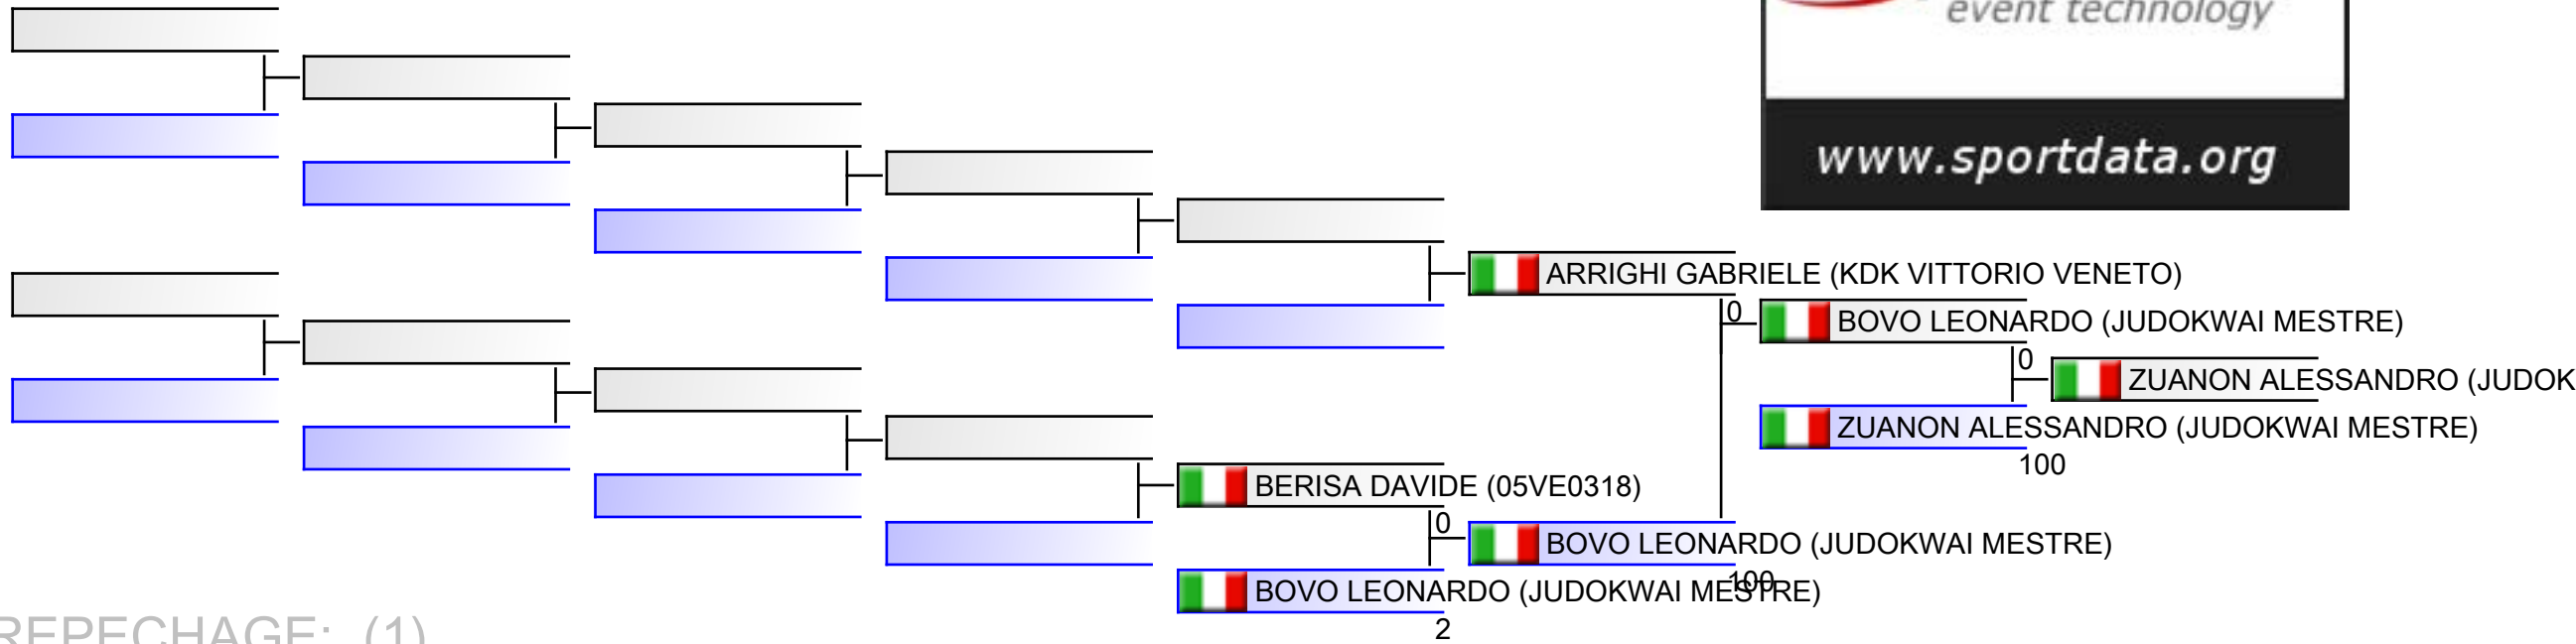 event technology
www.sportdata.org
ARRIGHI GABRIELE (KDK VITTORIO VENETO)
0
BOVO LEONARDO (JUDOKWAI MESTRE)
0
ZUANON ALESSANDRO (JUDOK
ZUANON ALESSANDRO (JUDOKWAI MESTRE)
100
BERISA DAVIDE (05VE0318)
0
BOVO LEONARDO (JUDOKWAI MESTRE)
100
BOVO LEONARDO (JUDOKWAI MESTRE)
2
REPECHAGE: (1)